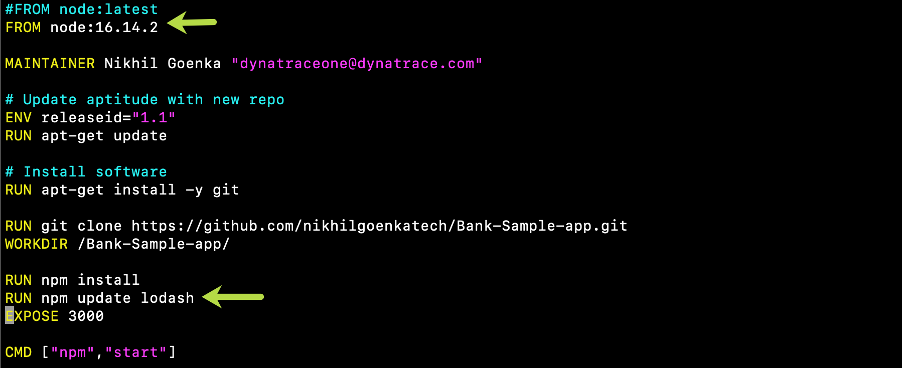 #FROM node:latest
FROM node:16.14.2
MAINTAINER Nikhil Goenka "dynatraceone@dynatrace.com"
# Update aptitude with new repo
ENV releaseid="1.1"
RUN apt-get update
# Install software
RUN apt-get install -y git
RUN git clone https://github.com/nikhilgoenkatech/Bank-Sample-app.git
WORKDIR /Bank-Sample-app/
RUN npm install
RUN npm update lodash
EXPOSE 3000
CMD ["npm","start"]